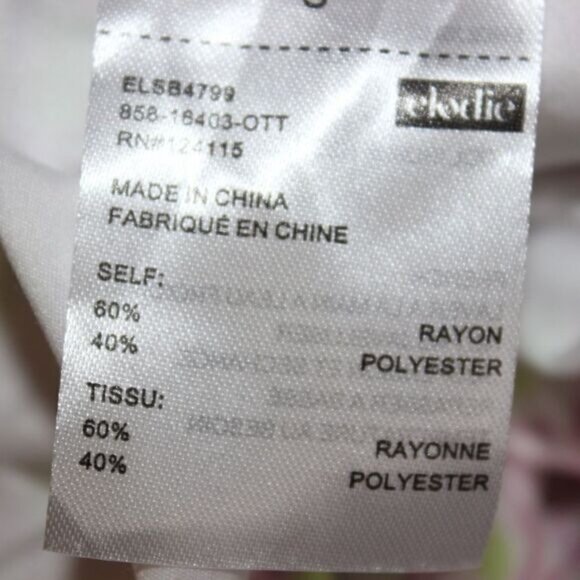 S
ELSB4799
elodie
858-18403-OTT
RN#124115
MADE IN CHINA
FABRIQUÉ EN CHINE
SELF:
60% RAYON
40% POLYESTER
TISSU:
60% RAYONNE
40% POLYESTER